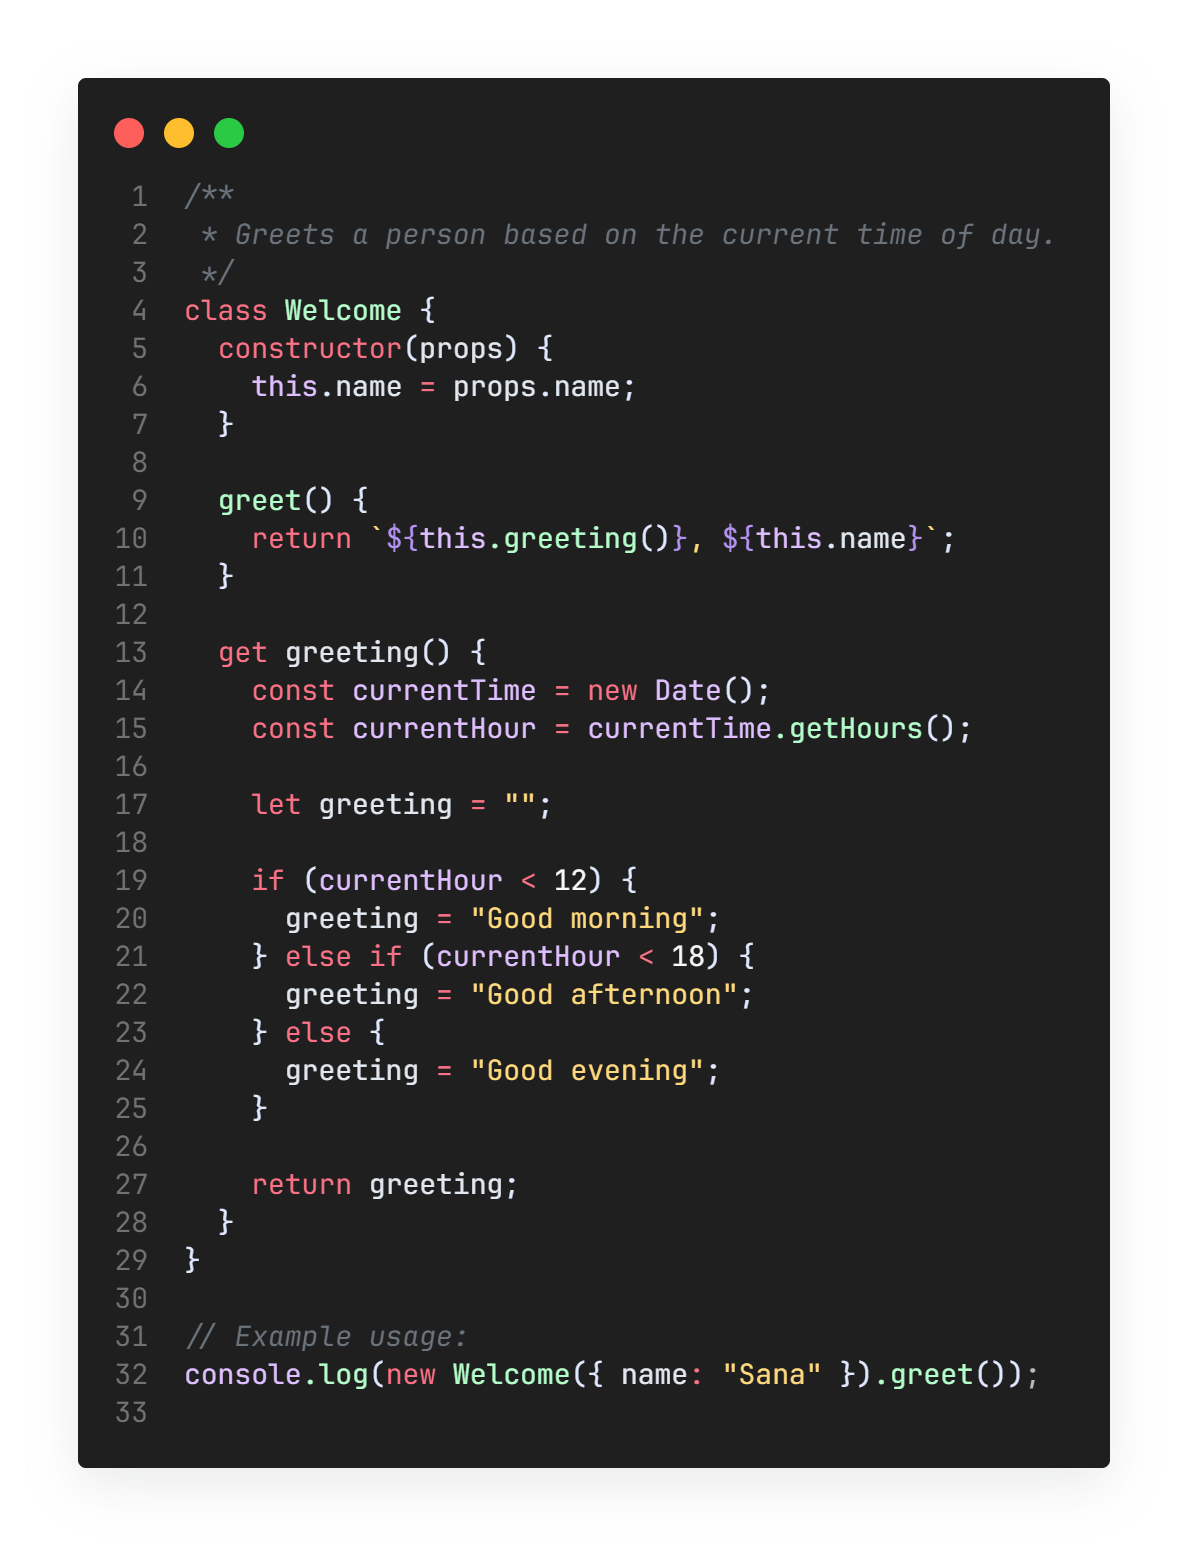 1 /**
2  * Greets a person based on the current time of day.
3  */
4 class Welcome {
5   constructor(props) {
6     this.name = props.name;
7   }
8
9   greet() {
10     return `${this.greeting()}, ${this.name}`;
11   }
12
13   get greeting() {
14     const currentTime = new Date();
15     const currentHour = currentTime.getHours();
16
17     let greeting = "";
18
19     if (currentHour < 12) {
20       greeting = "Good morning";
21     } else if (currentHour < 18) {
22       greeting = "Good afternoon";
23     } else {
24       greeting = "Good evening";
25     }
26
27     return greeting;
28   }
29 }
30
31 // Example usage:
32 console.log(new Welcome({ name: "Sana" }).greet());
33